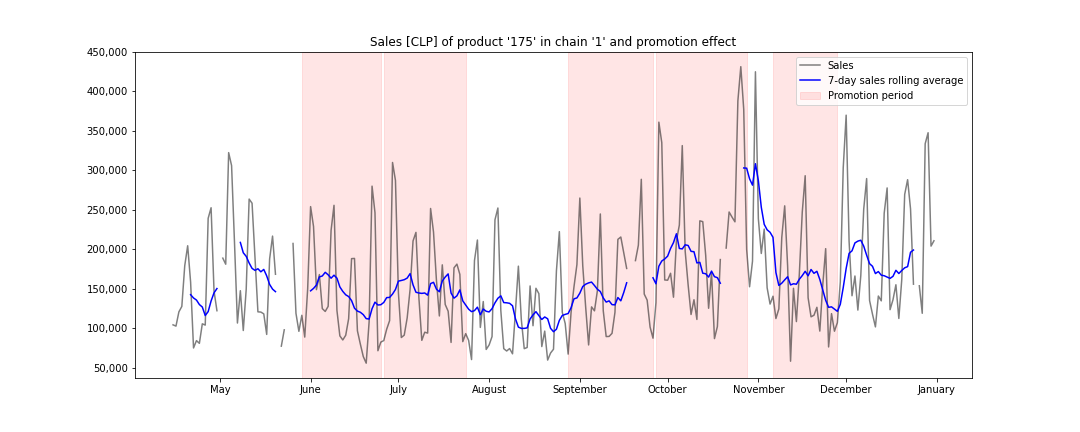 Sales [CLP] of product '175' in chain '1' and promotion effect
450,000
400,000
350,000
300,000
250,000
200,000
150,000
100,000
50,000
Sales
7-day sales rolling average
Promotion period
May June July August September October November December January